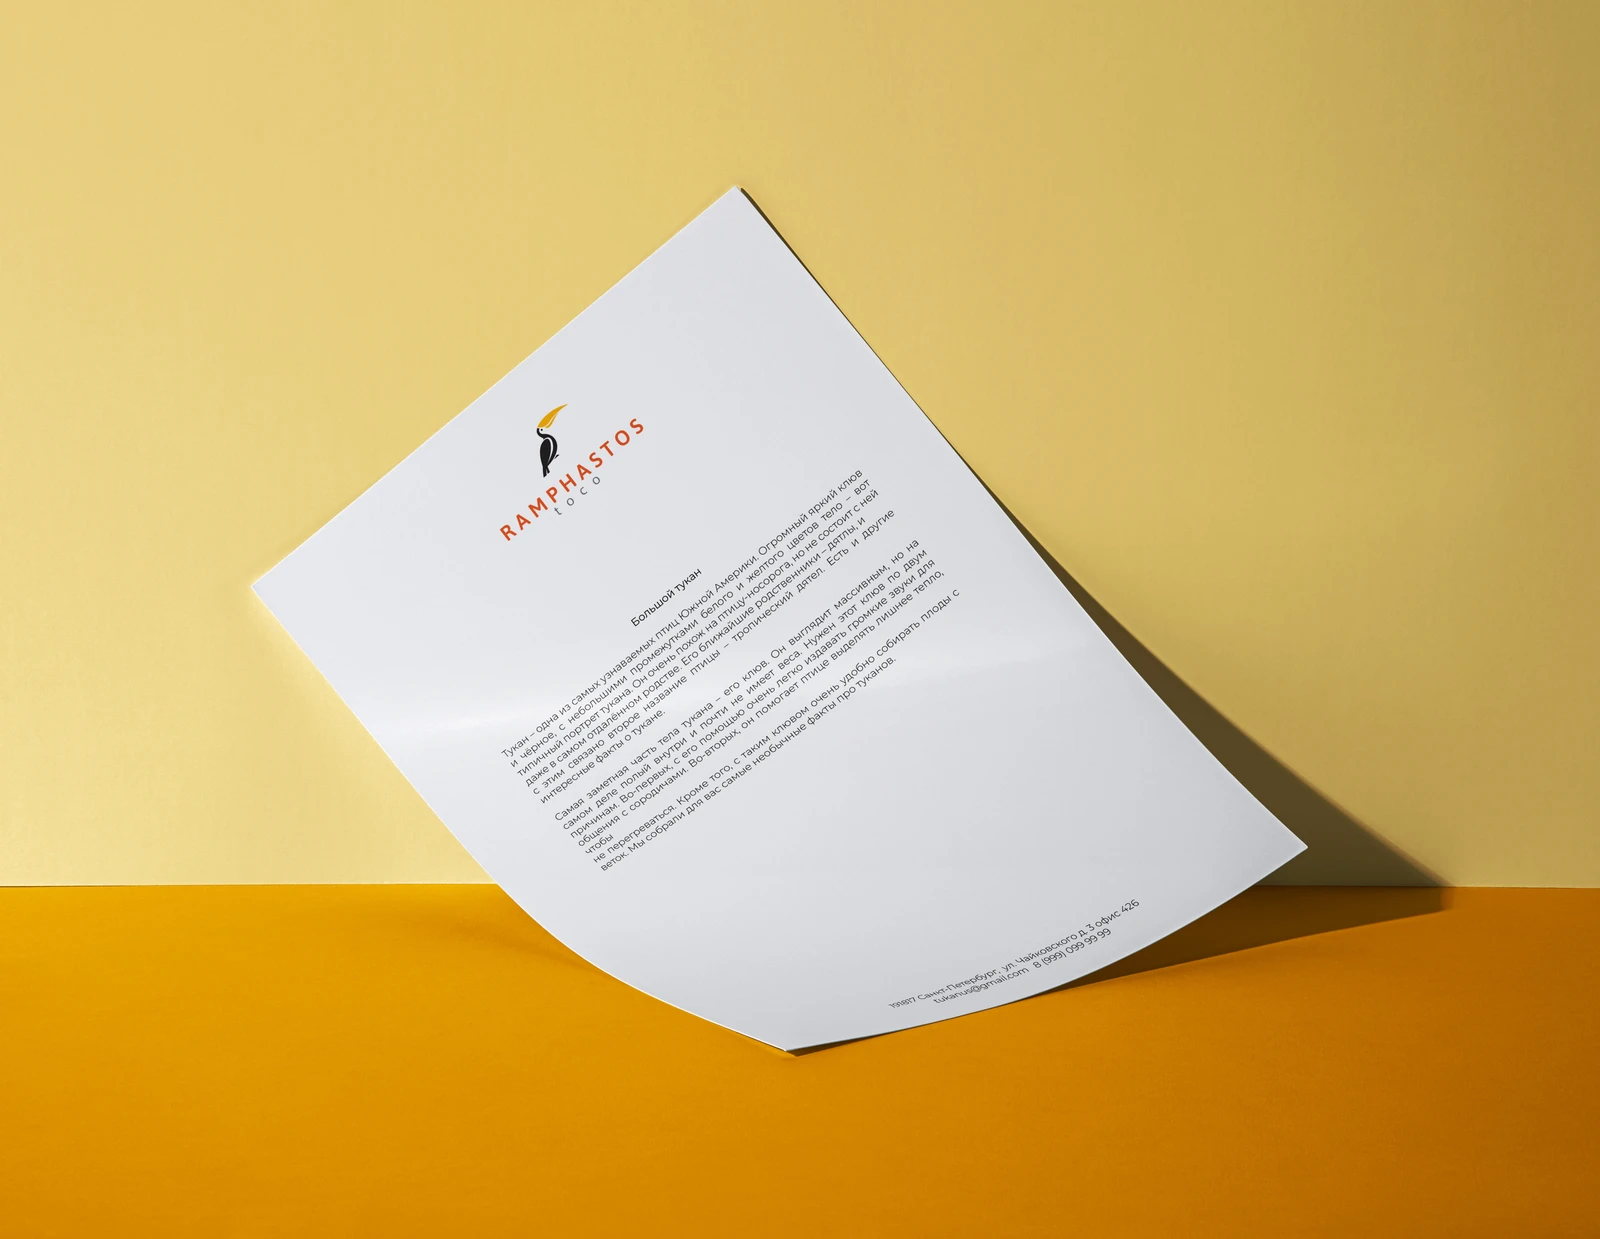 RAMPHASTOS
toco
Большой тукан
Тукан – одна из самых узнаваемых птиц Южной Америки. Огромный яркий клюв
и чёрное, с небольшими промежутками белого и желтого цветов тело – вот
типичный портрет тукана. Он очень похож на птицу-носорога, но не состоит с ней
даже в самом отдалённом родстве. Его ближайшие родственники – дятлы, и
с этим связано второе название птицы – тропический дятел. Есть и другие
интересные факты о тукане.
Самая заметная часть тела тукана – его клюв. Он выглядит массивным, но на
самом деле полый внутри и почти не имеет веса. Нужен этот клюв по двум
причинам. Во-первых, с его помощью очень легко издавать громкие звуки для
общения с сородичами. Во-вторых, он помогает птице выделять лишнее тепло,
чтобы
не перегреваться. Кроме того, с таким клювом очень удобно собирать плоды с
веток. Мы собрали для вас самые необычные факты про туканов.
Санкт-Петербург, ул. Чайковского д. 3 офис 426
tukanus@gmail.com 8 (999) 099 99 99